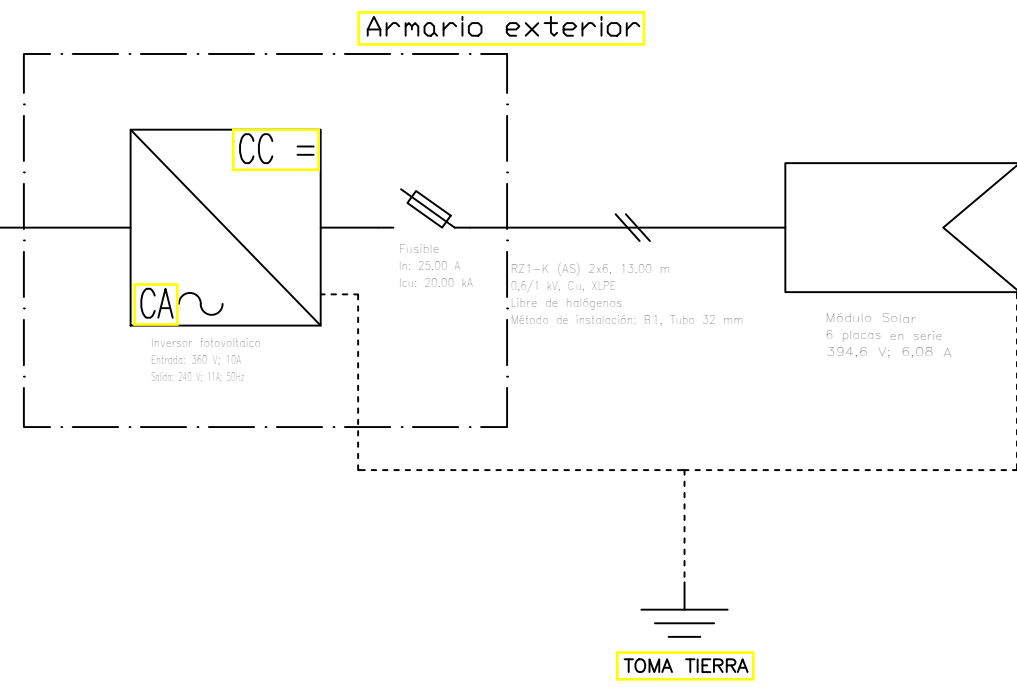 Armario exterior
CC =
CA
Fusible
In: 25.00 A
Icu: 20.00 kA
RZ1-K (AS) 2x6, 13.00 m
0,6/1 kV, Cu, XLPE
Libre de halógenos
Método de instalación: B1, Tubo 32 mm
Módulo Solar
6 placas en serie
394,6 V; 6,08 A
Inversor fotovoltaico
Entrada: 360 V; 10A
Salida: 240 V; 11A; 50Hz
TOMA TIERRA